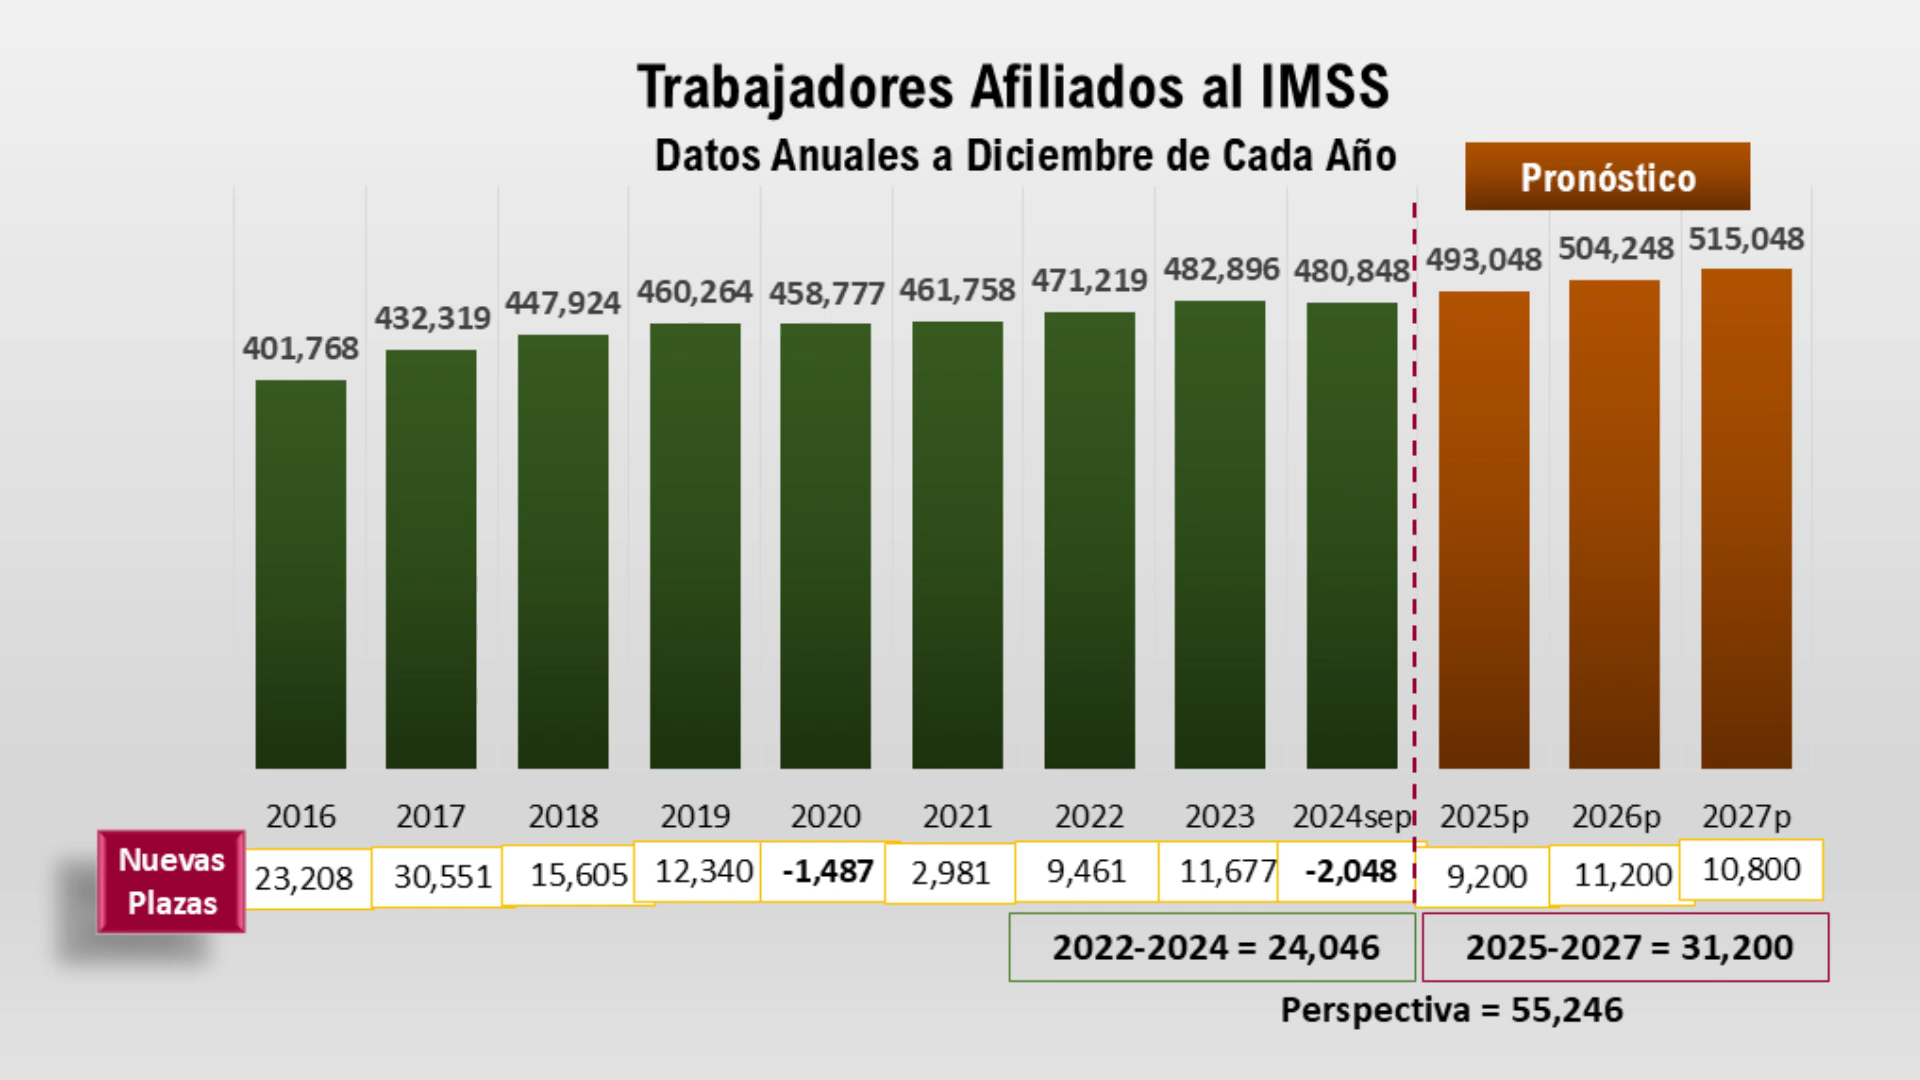 Trabajadores Afiliados al IMSS
Datos Anuales a Diciembre de Cada Año
Pronóstico
401,768 432,319 447,924 460,264 458,777 461,758 471,219 482,896 480,848 493,048 504,248 515,048
2016 2017 2018 2019 2020 2021 2022 2023 2024sep 2025p 2026p 2027p
Nuevas
Plazas
23,208 30,551 15,605 12,340 -1,487 2,981 9,461 11,677 -2,048 9,200 11,200 10,800
2022-2024 = 24,046 2025-2027 = 31,200
Perspectiva = 55,246